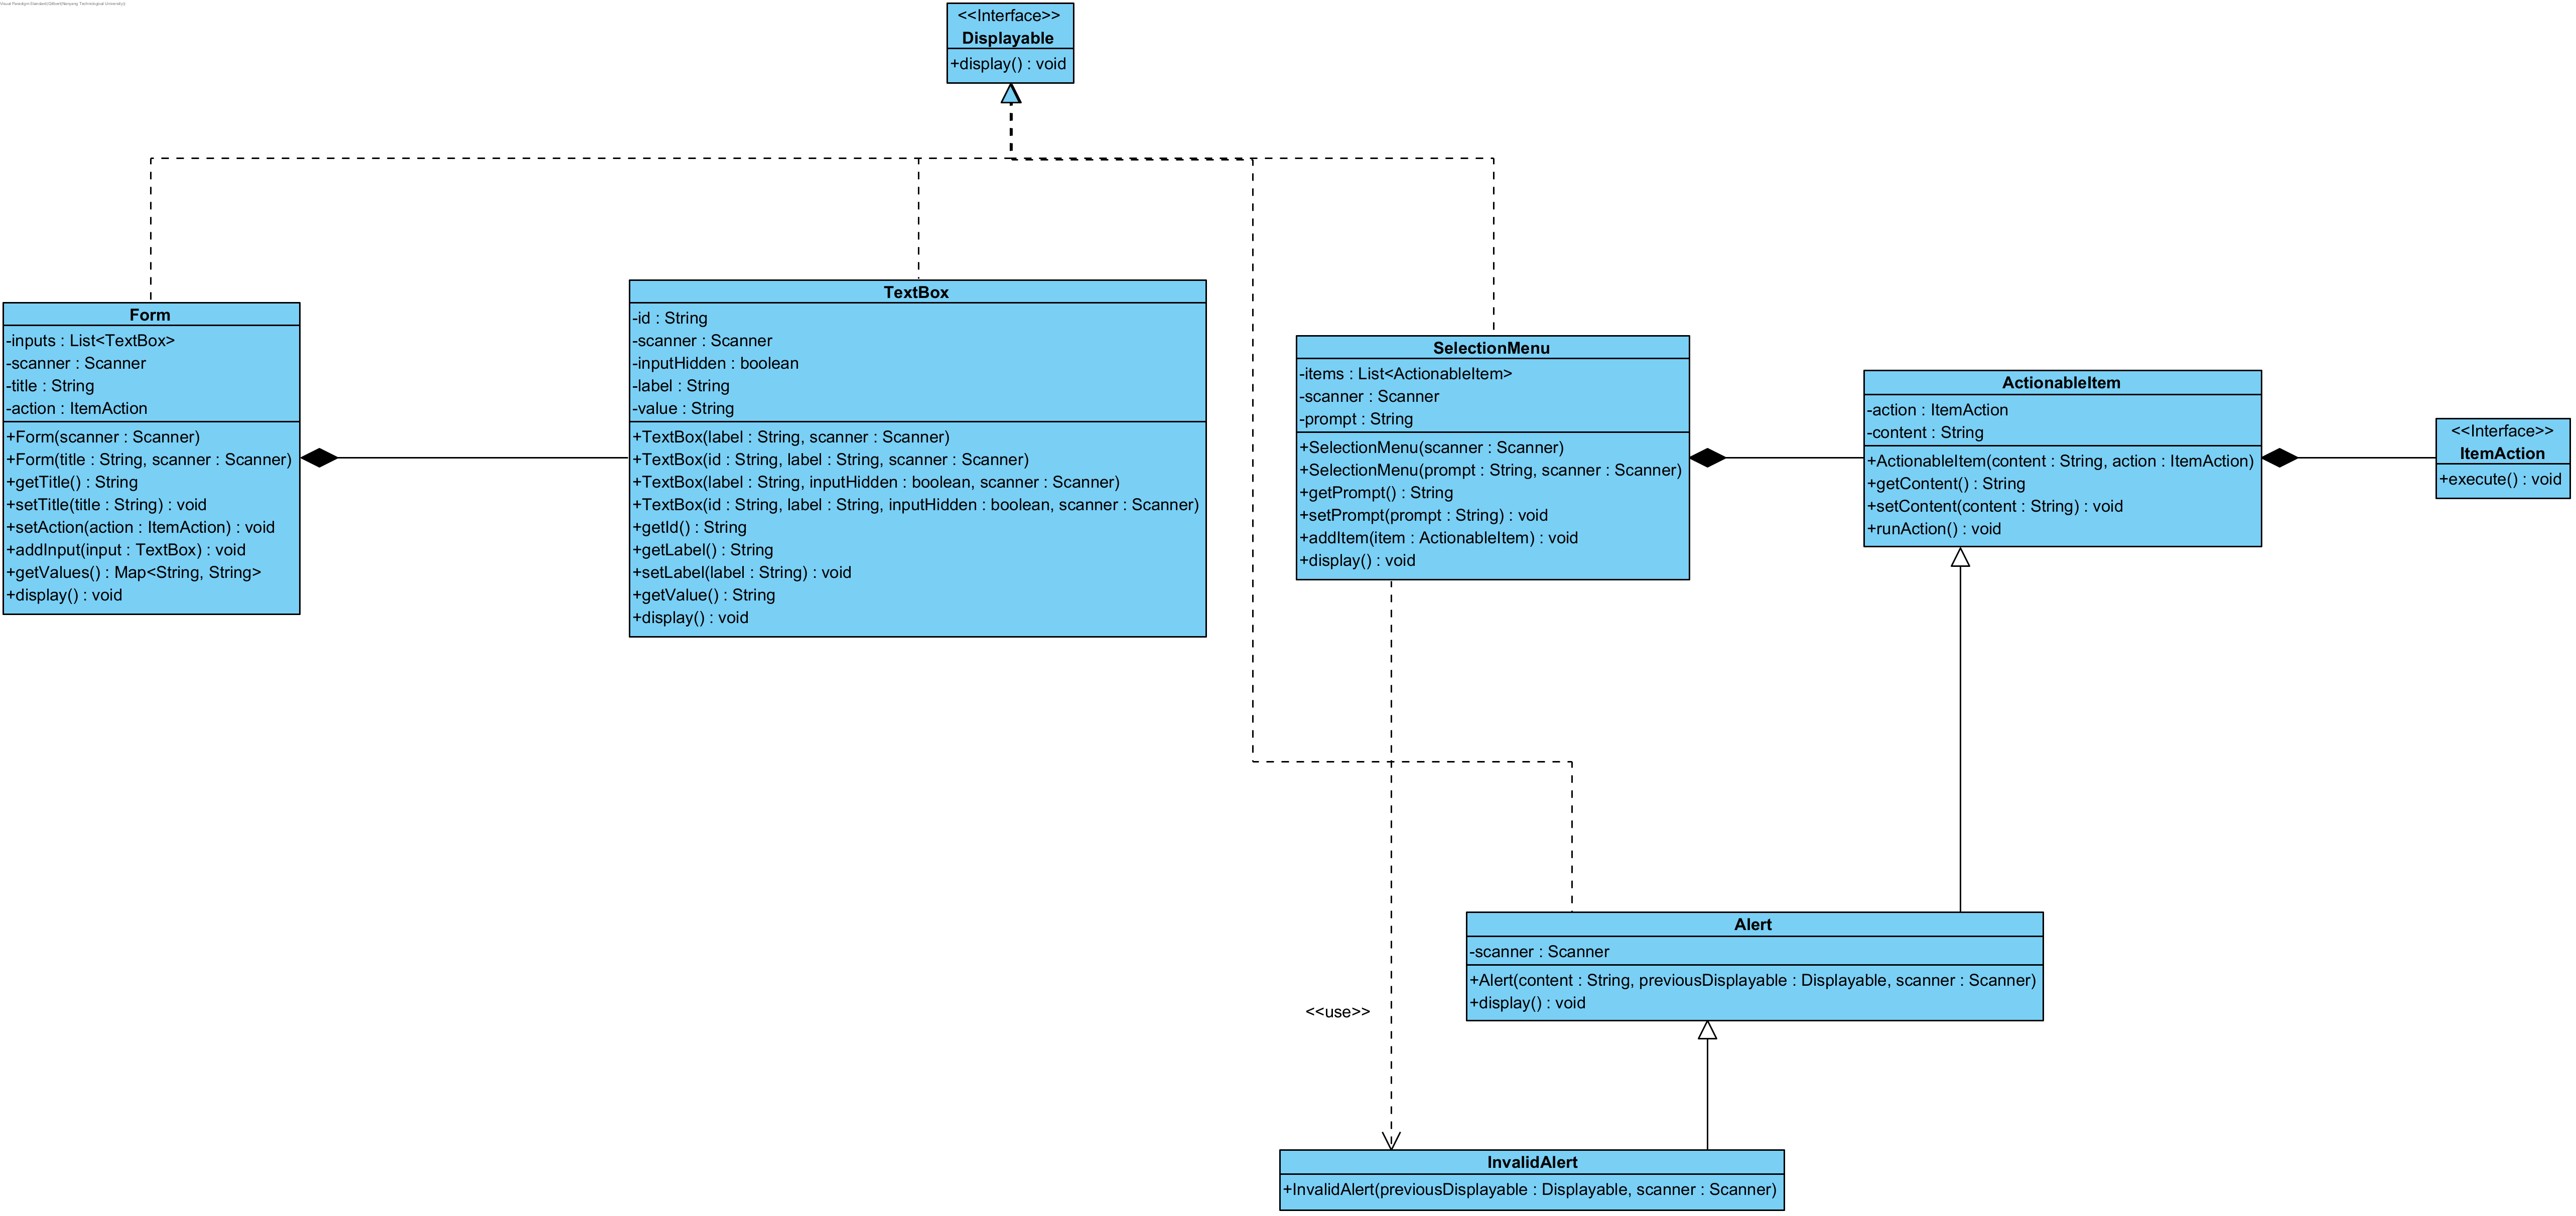 Visual Paradigm Standard(
(Nanyang Technological University)
<<Interface>>
Displayable
+display() : void
Form
-inputs : List<TextBox>
-scanner : Scanner
-title : String
-action : ItemAction
+Form(scanner : Scanner)
+Form(title : String, scanner : Scanner)
+getTitle() : String
+setTitle(title : String) : void
+setAction(action : ItemAction) : void
+addInput(input : TextBox) : void
+getValues() : Map<String, String>
+display() : void
TextBox
-id : String
-scanner : Scanner
-inputHidden : boolean
-label : String
-value : String
+TextBox(label : String, scanner : Scanner)
+TextBox(id : String, label : String, scanner : Scanner)
+TextBox(label : String, inputHidden : boolean, scanner : Scanner)
+TextBox(id : String, label : String, inputHidden : boolean, scanner : Scanner)
+getId() : String
+getLabel() : String
+setLabel(label : String) : void
+getValue() : String
+display() : void
SelectionMenu
-items : List<ActionableItem>
-scanner : Scanner
-prompt : String
+SelectionMenu(scanner : Scanner)
+SelectionMenu(prompt : String, scanner : Scanner)
+getPrompt() : String
+setPrompt(prompt : String) : void
+addItem(item : ActionableItem) : void
+display() : void
ActionableItem
-action : ItemAction
-content : String
+ActionableItem(content : String, action : ItemAction)
+getContent() : String
+setContent(content : String) : void
+runAction() : void
<<Interface>>
ItemAction
+execute() : void
Alert
-scanner : Scanner
+Alert(content : String, previousDisplayable : Displayable, scanner : Scanner)
+display() : void
<<use>>
InvalidAlert
+InvalidAlert(previousDisplayable : Displayable, scanner : Scanner)